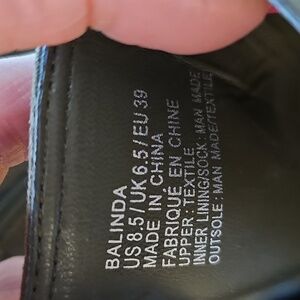 BALINDA
US 8.5 / UK 6.5 / EU 39
MADE IN CHINA
FABRIQUÉ EN CHINE
UPPER : TEXTILE
INNER LINING/SOCK : MAN MADE
OUTSOLE : MAN MADE/TEXTILE